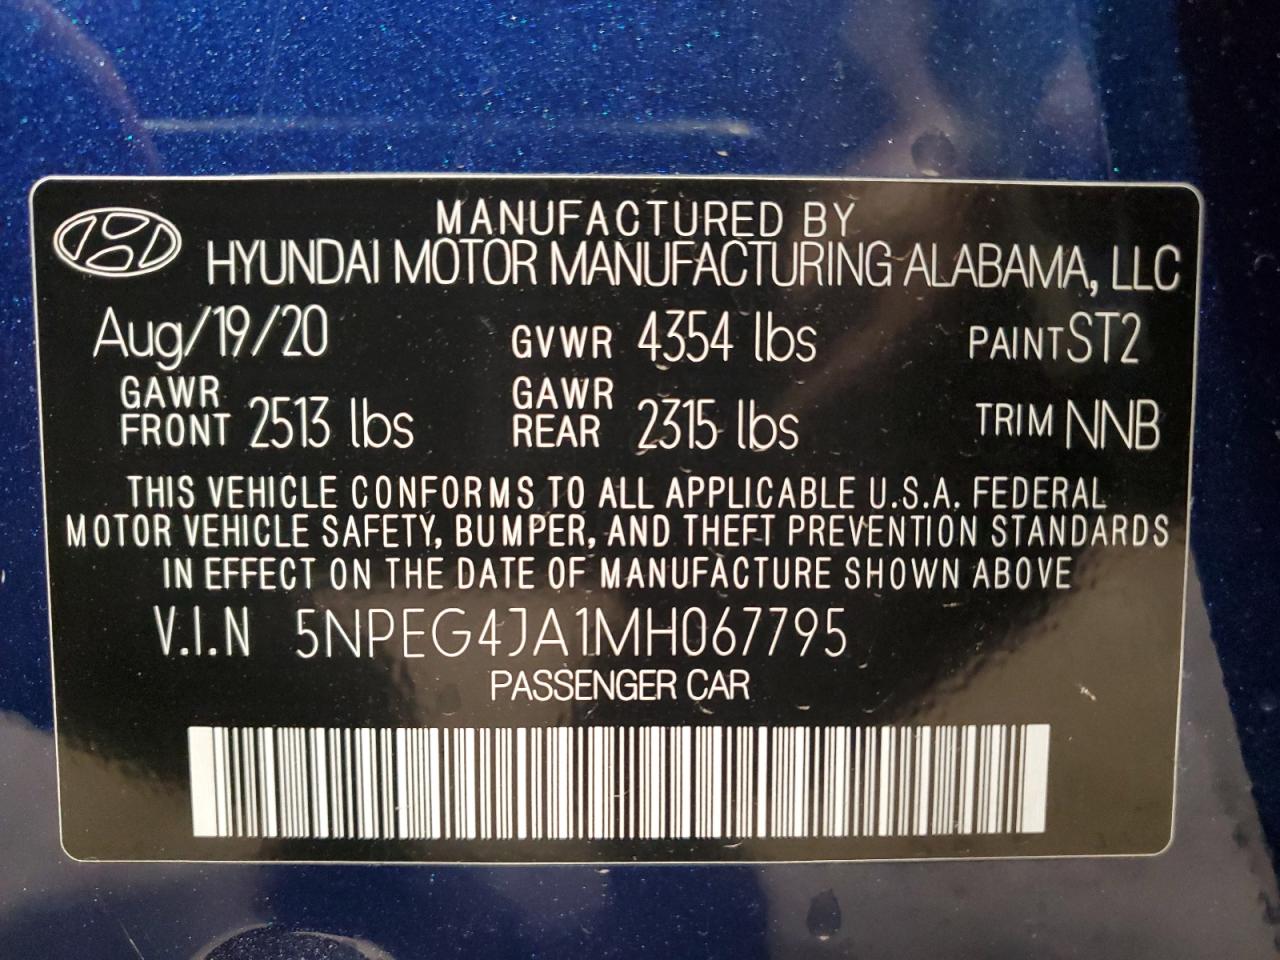 MANUFACTURED BY
HYUNDAI MOTOR MANUFACTURING ALABAMA, LLC
Aug/19/20 GVWR 4354 lbs PAINT ST2
GAWR FRONT 2513 lbs GAWR REAR 2315 lbs TRIM NNB
THIS VEHICLE CONFORMS TO ALL APPLICABLE U.S.A. FEDERAL
MOTOR VEHICLE SAFETY, BUMPER, AND THEFT PREVENTION STANDARDS
IN EFFECT ON THE DATE OF MANUFACTURE SHOWN ABOVE
V.I.N 5NPEG4JA1MH067795
PASSENGER CAR